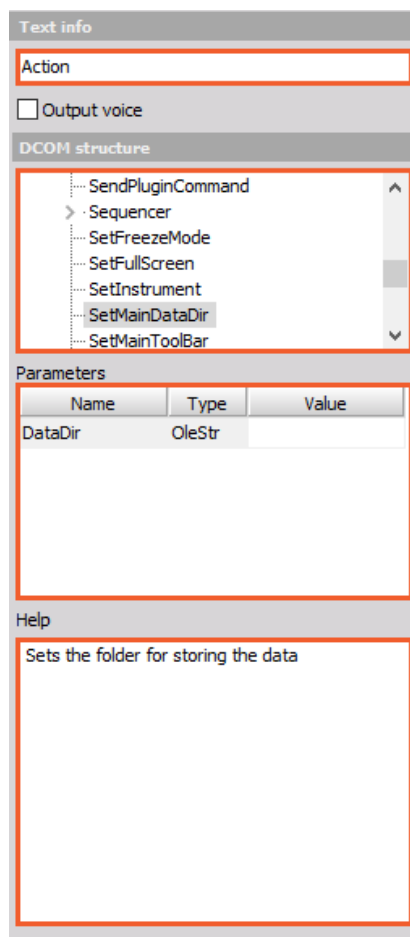 Text info
Action
Output voice
DCOM structure
SendPluginCommand
Sequencer
SetFreezeMode
SetFullScreen
SetInstrument
SetMainDataDir
SetMainToolBar
Parameters
Name Type Value
DataDir OleStr
Help
Sets the folder for storing the data